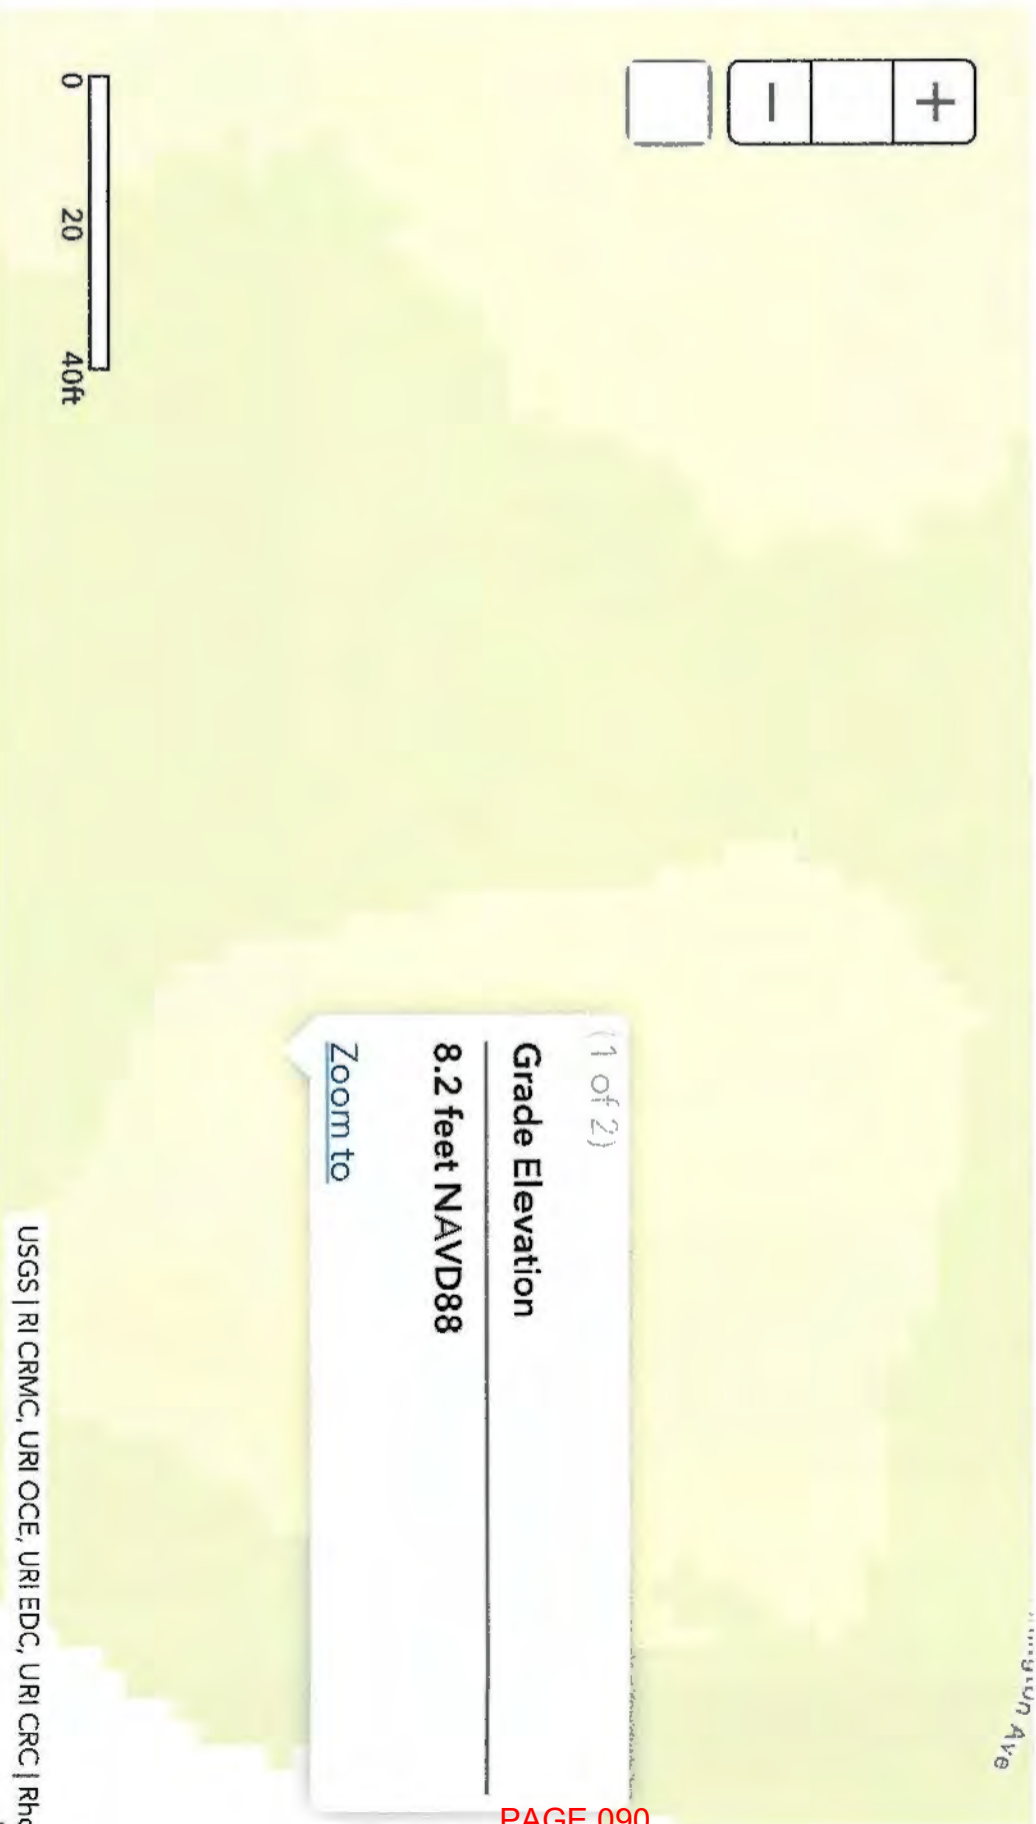 +
−
(1 of 2)
Grade Elevation
8.2 feet NAVD88
Zoom to
0 20 40ft
Ave
USGS | RI CRMC, URI OCE, URI EDC, URI CRC |
PAGE 090